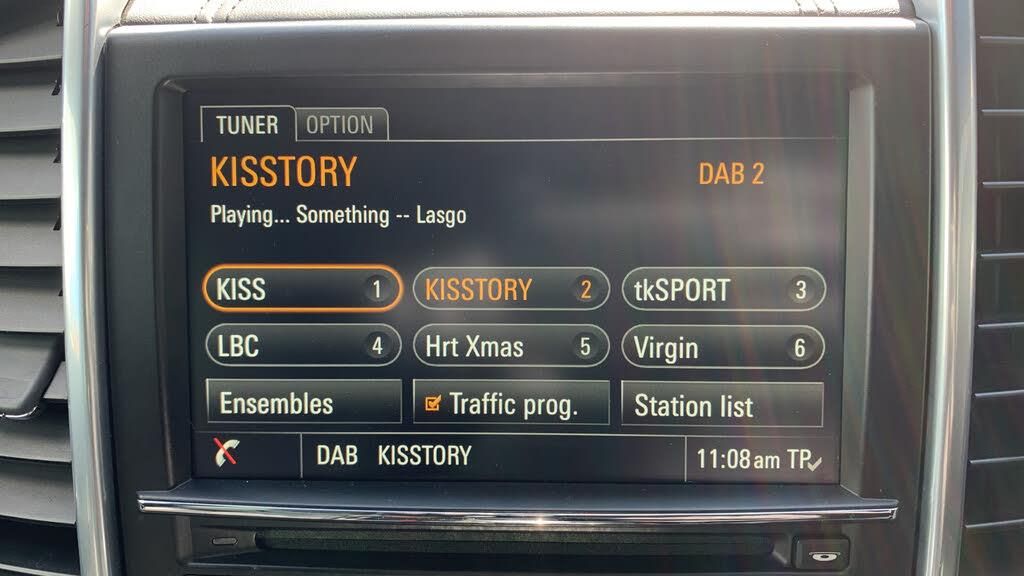 TUNER OPTION
KISSTORY DAB 2
Playing... Something -- Lasgo
KISS 1 KISSTORY 2 tkSPORT 3
LBC 4 Hrt Xmas 5 Virgin 6
Ensembles Traffic prog. Station list
DAB KISSTORY 11:08 am TP